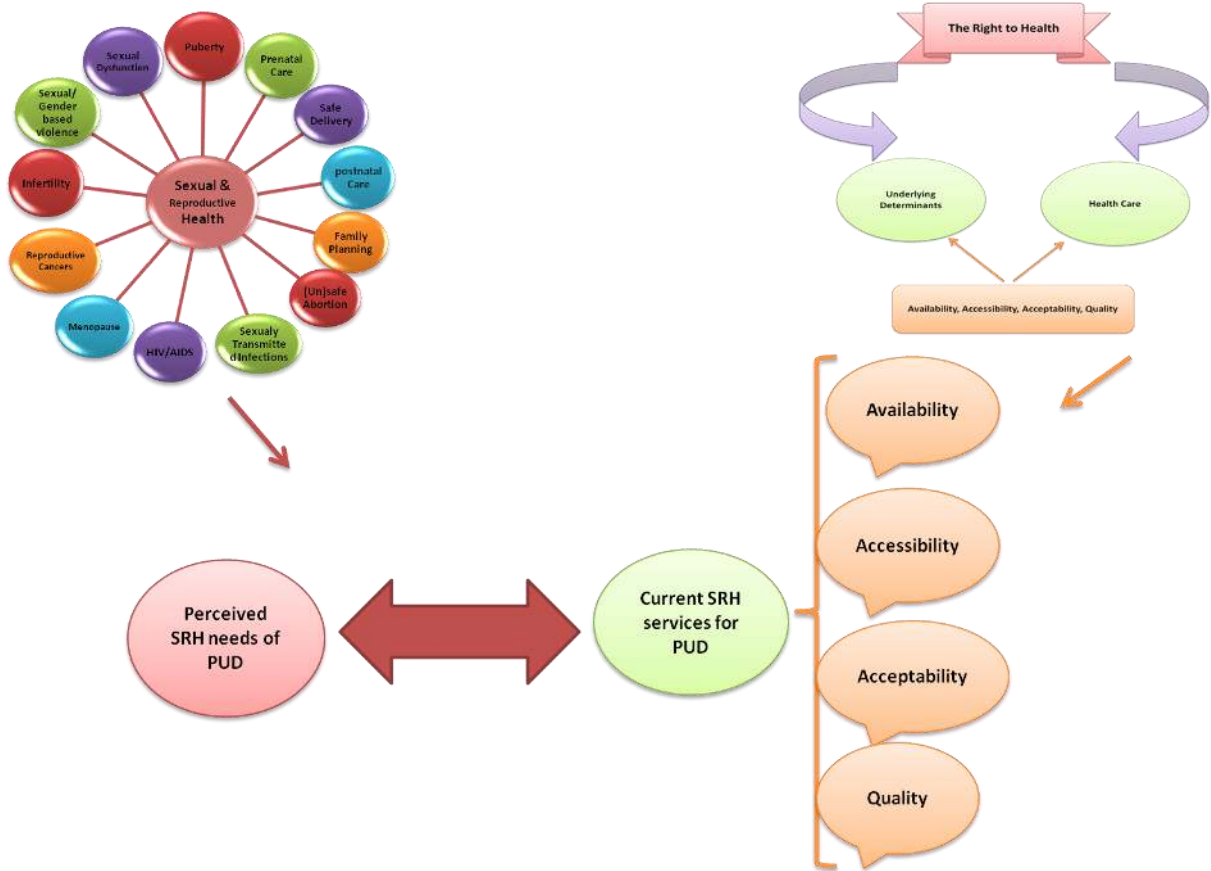 Sexual &
Reproductive
Health
Puberty
Prenatal
Care
Safe
Delivery
postnatal
Care
Family
Planning
(Un)safe
Abortion
Sexualy
Transmitte
d Infections
HIV/AIDS
Menopause
Reproductive
Cancers
Infertility
Sexual/
Gender
based
violence
Sexual
Dysfunction
The Right to Health
Underlying
Determinants
Health Care
Availability, Accessibility, Acceptability, Quality
Perceived
SRH needs of
PUD
Current SRH
services for
PUD
Availability
Accessibility
Acceptability
Quality